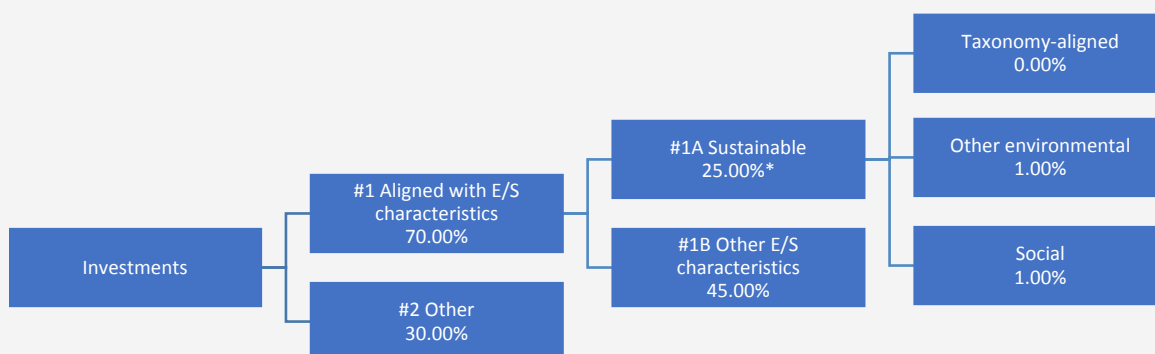 Investments
#1 Aligned with E/S
characteristics
70.00%
#2 Other
30.00%
#1A Sustainable
25.00%*
#1B Other E/S
characteristics
45.00%
Taxonomy-aligned
0.00%
Other environmental
1.00%
Social
1.00%